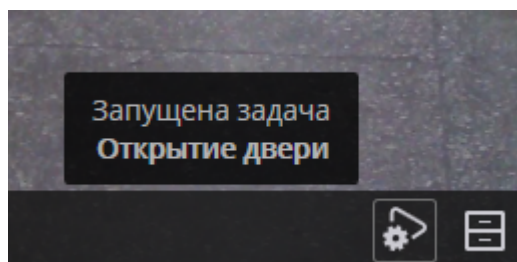 Запущена задача
Открытие двери